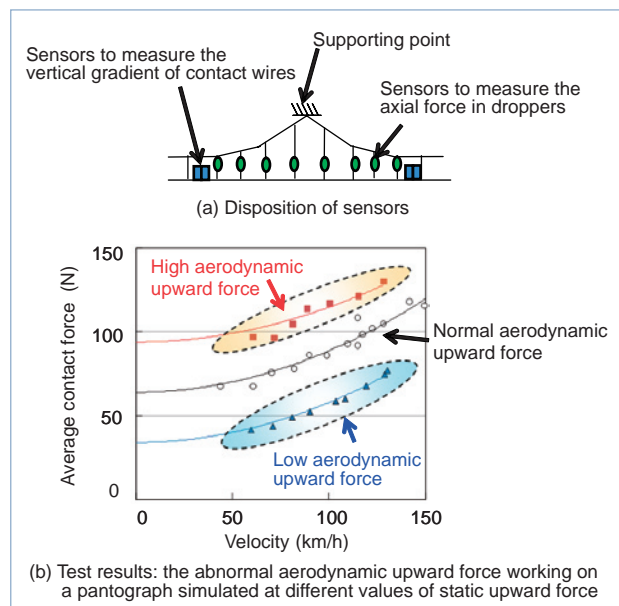 Supporting point
Sensors to measure the
vertical gradient of contact wires
Sensors to measure the
axial force in droppers
(a) Disposition of sensors
150
100
50
0
Average contact force (N)
High aerodynamic
upward force
Normal aerodynamic
upward force
Low aerodynamic
upward force
0 50 100 150
Velocity (km/h)
(b) Test results: the abnormal aerodynamic upward force working on
a pantograph simulated at different values of static upward force